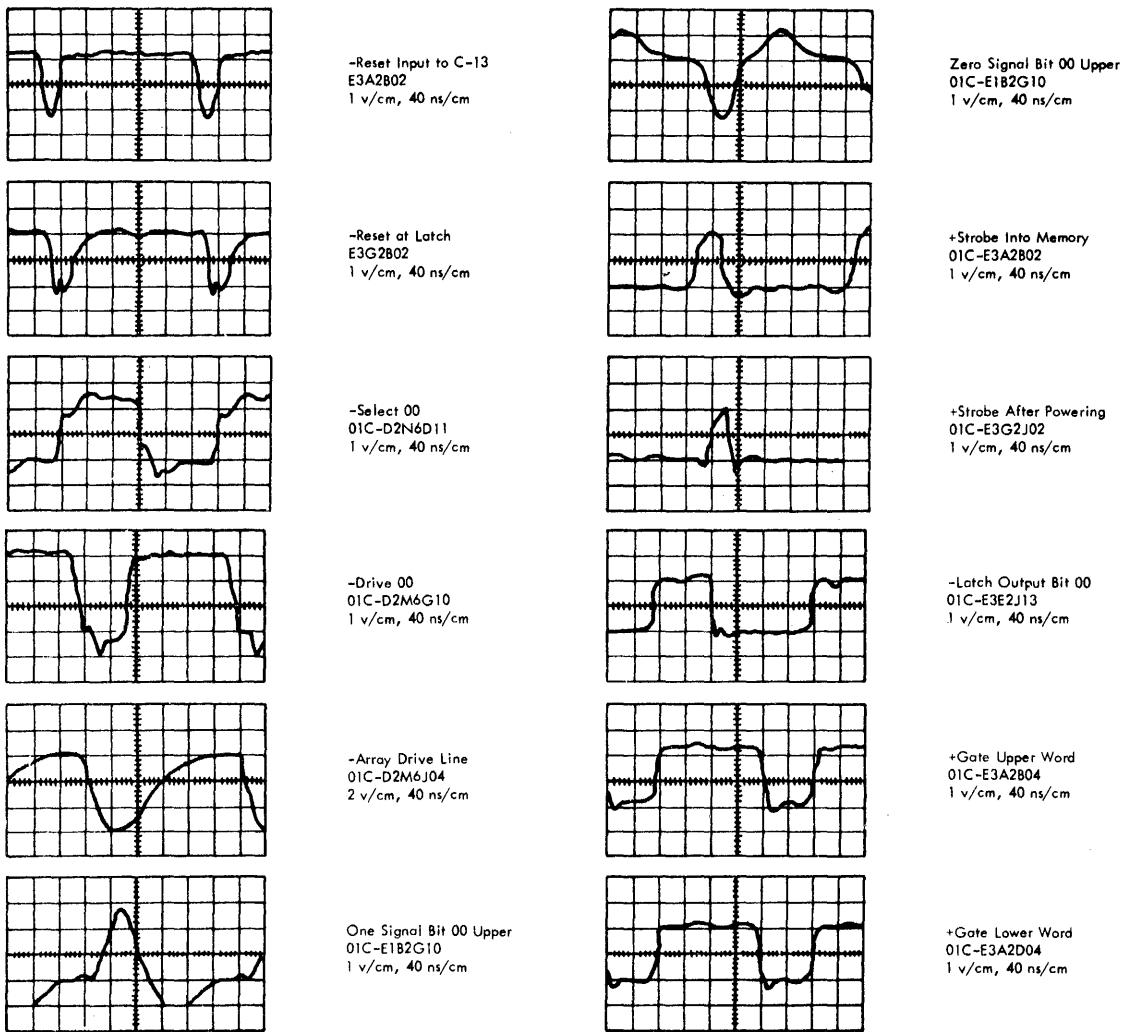 -Reset Input to C-13
E3A2B02
1 v/cm, 40 ns/cm
-Reset at Latch
E3G2B02
1 v/cm, 40 ns/cm
-Select 00
01C-D2N6D11
1 v/cm, 40 ns/cm
-Drive 00
01C-D2M6G10
1 v/cm, 40 ns/cm
-Array Drive Line
01C-D2M6J04
2 v/cm, 40 ns/cm
One Signal Bit 00 Upper
01C-E1B2G10
1 v/cm, 40 ns/cm
Zero Signal Bit 00 Upper
01C-E1B2G10
1 v/cm, 40 ns/cm
+Strobe Into Memory
01C-E3A2B02
1 v/cm, 40 ns/cm
+Strobe After Powering
01C-E3G2J02
1 v/cm, 40 ns/cm
-Latch Output Bit 00
01C-E3E2J13
1 v/cm, 40 ns/cm
+Gate Upper Word
01C-E3A2B04
1 v/cm, 40 ns/cm
+Gate Lower Word
01C-E3A2D04
1 v/cm, 40 ns/cm